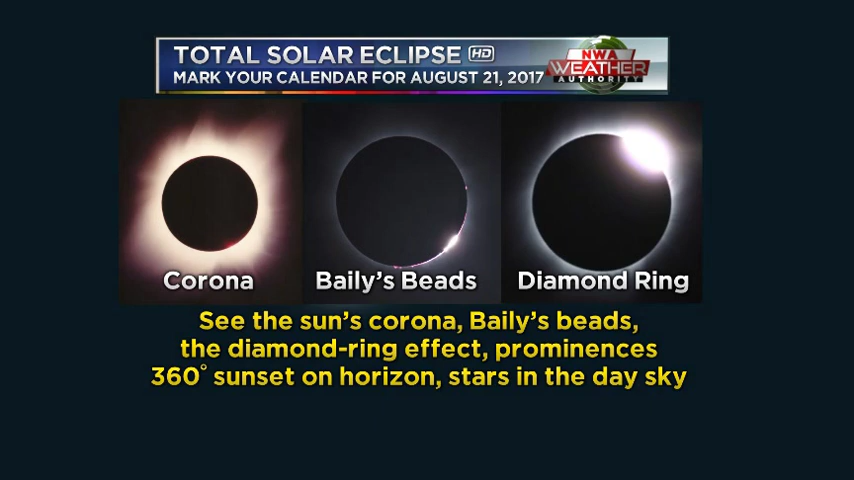 TOTAL SOLAR ECLIPSE HD
MARK YOUR CALENDAR FOR AUGUST 21, 2017
NWA
WEATHER
AUTHORITY
Corona
Baily's Beads
Diamond Ring
See the sun's corona, Baily's beads,
the diamond-ring effect, prominences
360° sunset on horizon, stars in the day sky